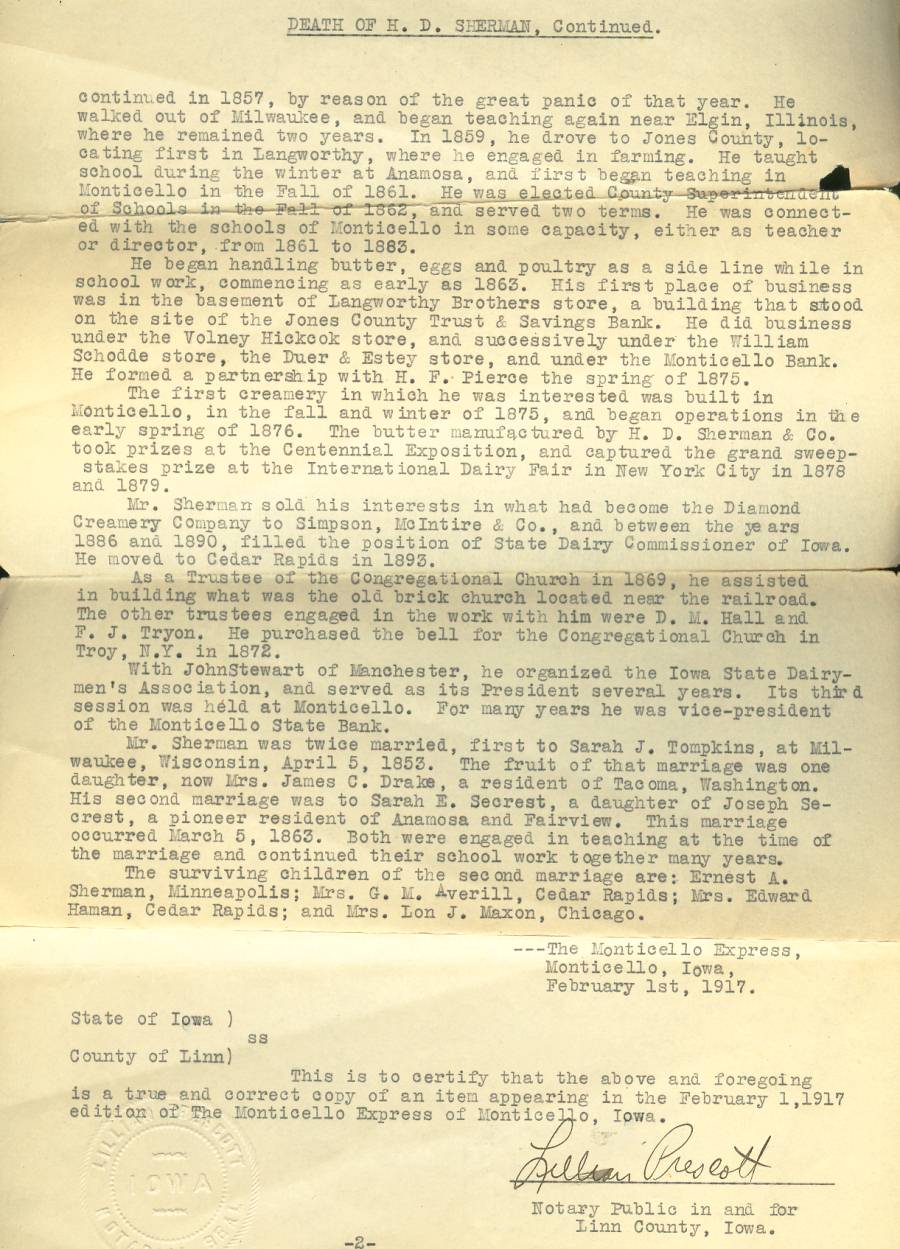 DEATH OF H. D. SHERMAN, Continued.
continued in 1857, by reason of the great panic of that year. He
walked out of Milwaukee, and began teaching again near Elgin, Illinois,
where he remained two years. In 1859, he drove to Jones County, lo-
cating first in Langworthy, where he engaged in farming. He taught
school during the winter at Anamosa, and first began teaching in
Monticello in the Fall of 1861. He was elected County Superintendent
of Schools in the Fall of 1862, and served two terms. He was connect-
ed with the schools of Monticello in some capacity, either as teacher
or director, from 1861 to 1883.
He began handling butter, eggs and poultry as a side line while in
school work, commencing as early as 1863. His first place of business
was in the basement of Langworthy Brothers store, a building that stood
on the site of the Jones County Trust & Savings Bank. He did business
under the Volney Hickcok store, and successively under the William
Schodde store, the Duer & Estey store, and under the Monticello Bank.
He formed a partnership with H. F. Pierce the spring of 1875.
The first creamery in which he was interested was built in
Monticello, in the fall and winter of 1875, and began operations in the
early spring of 1876. The butter manufactured by H. D. Sherman & Co.
took prizes at the Centennial Exposition, and captured the grand sweep-
stakes prize at the International Dairy Fair in New York City in 1878
and 1879.
Mr. Sherman sold his interests in what had become the Diamond
Creamery Company to Simpson, McIntire & Co., and between the years
1886 and 1890, filled the position of State Dairy Commissioner of Iowa.
He moved to Cedar Rapids in 1893.
As a Trustee of the Congregational Church in 1869, he assisted
in building what was the old brick church located near the railroad.
The other trustees engaged in the work with him were D. M. Hall and
F. J. Tryon. He purchased the bell for the Congregational Church in
Troy, N.Y. in 1872.
With JohnStewart of Manchester, he organized the Iowa State Dairy-
men's Association, and served as its President several years. Its third
session was held at Monticello. For many years he was vice-president
of the Monticello State Bank.
Mr. Sherman was twice married, first to Sarah J. Tompkins, at Mil-
waukee, Wisconsin, April 5, 1853. The fruit of that marriage was one
daughter, now Mrs. James C. Drake, a resident of Tacoma, Washington.
His second marriage was to Sarah E. Secrest, a daughter of Joseph Se-
crest, a pioneer resident of Anamosa and Fairview. This marriage
occurred March 5, 1863. Both were engaged in teaching at the time of
the marriage and continued their school work together many years.
The surviving children of the second marriage are: Ernest A.
Sherman, Minneapolis; Mrs. G. M. Averill, Cedar Rapids; Mrs. Edward
Haman, Cedar Rapids; and Mrs. Lon J. Maxon, Chicago.
---The Monticello Express,
Monticello, Iowa,
February 1st, 1917.
State of Iowa )
ss
County of Linn)
This is to certify that the above and foregoing
is a true and correct copy of an item appearing in the February 1,1917
edition of The Monticello Express of Monticello, Iowa.
Lillian Prescott
Notary Public in and for
Linn County, Iowa.
LILLIAN PRESCOTT
IOWA
NOTARIAL SEAL
-2-